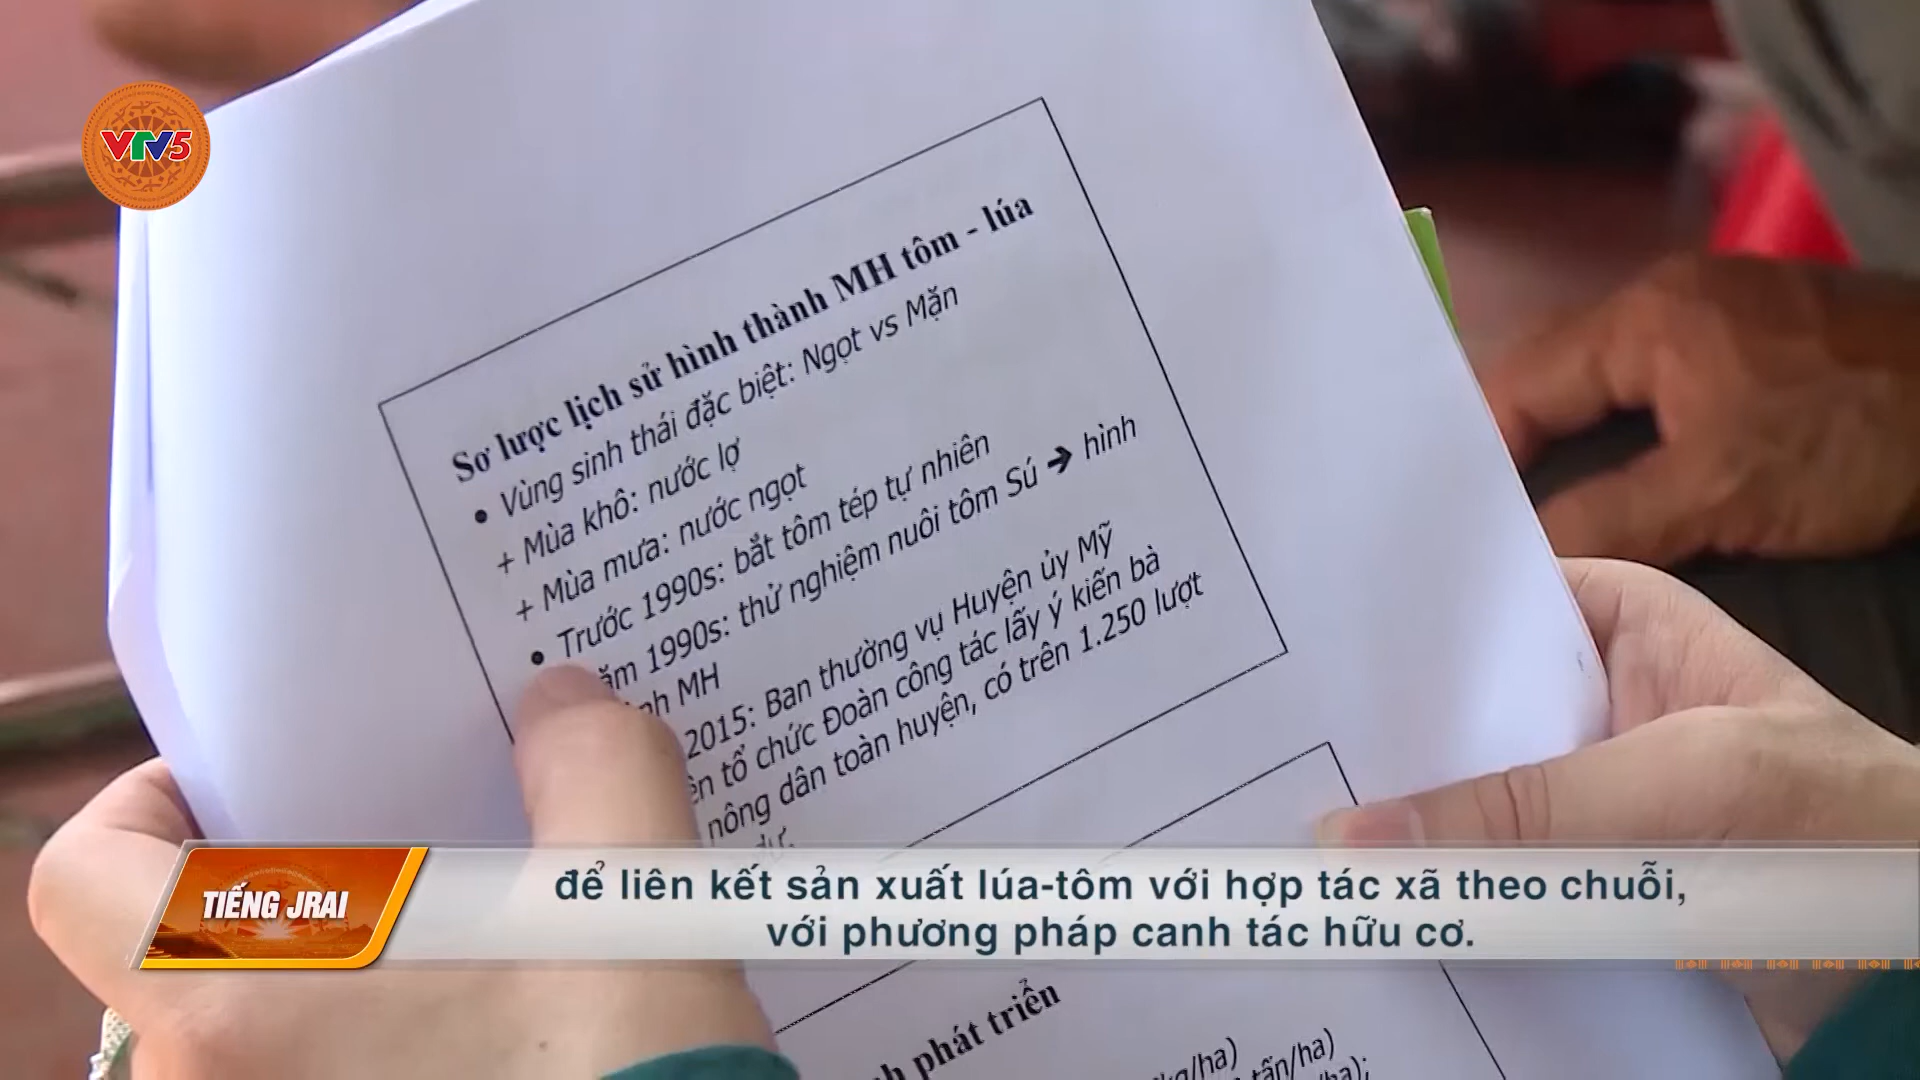 VTV5
Sơ lược lịch sử hình thành MH tôm - lúa
• Vùng sinh thái đặc biệt: Ngọt vs Mặn
+ Mùa khô: nước lợ
+ Mùa mưa: nước ngọt
• Trước 1990s: bắt tôm tép tự nhiên
1990s: thử nghiệm nuôi tôm Sú ➔ hình
MH
2015: Ban thường vụ Huyện ủy Mỹ
tổ chức Đoàn công tác lấy ý kiến bà
nông dân toàn huyện, có trên 1.250 lượt
phát triển
TIẾNG JRAI
để liên kết sản xuất lúa-tôm với hợp tác xã theo chuỗi,
với phương pháp canh tác hữu cơ.